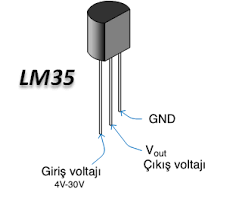 LM35
GND
Vout
Çıkış voltajı
Giriş voltajı
4V-30V